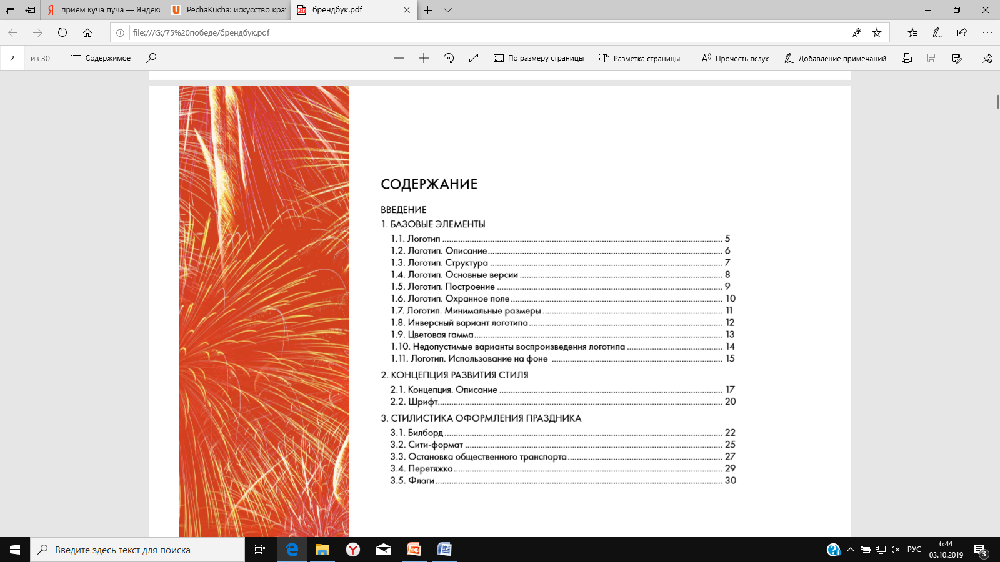 прием куча пуча — Яндекс
PechaKucha: искусство кра
брендбук.pdf
file:///G:/75%20победе/брендбук.pdf
2 из 30 Содержимое По размеру страницы Разметка страницы Прочесть вслух Добавление примечаний
СОДЕРЖАНИЕ
ВВЕДЕНИЕ
1. БАЗОВЫЕ ЭЛЕМЕНТЫ
1.1. Логотип 5
1.2. Логотип. Описание 6
1.3. Логотип. Структура 7
1.4. Логотип. Основные версии 8
1.5. Логотип. Построение 9
1.6. Логотип. Охранное поле 10
1.7. Логотип. Минимальные размеры 11
1.8. Инверсный вариант логотипа 12
1.9. Цветовая гамма 13
1.10. Недопустимые варианты воспроизведения логотипа 14
1.11. Логотип. Использование на фоне 15
2. КОНЦЕПЦИЯ РАЗВИТИЯ СТИЛЯ
2.1. Концепция. Описание 17
2.2. Шрифт 20
3. СТИЛИСТИКА ОФОРМЛЕНИЯ ПРАЗДНИКА
3.1. Билборд 22
3.2. Сити-формат 25
3.3. Остановка общественного транспорта 27
3.4. Перетяжка 29
3.5. Флаги 30
Введите здесь текст для поиска
РУС
6:44
03.10.2019
3